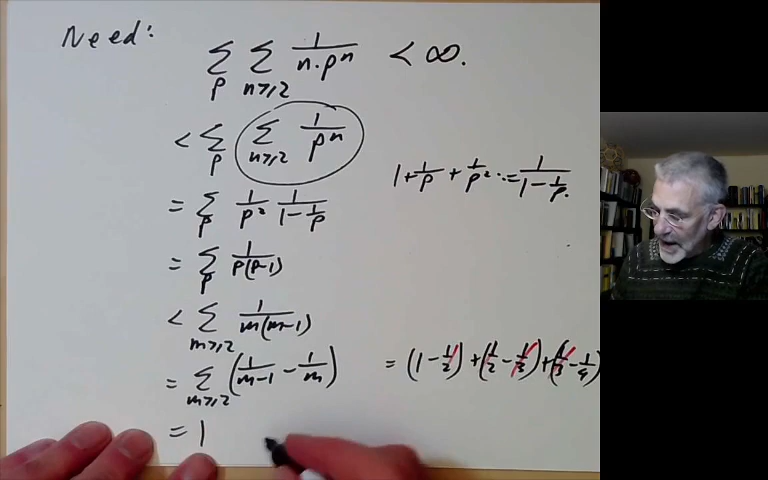 Need:
∑_p ∑_{n≥2} 1/(n·pⁿ) < ∞.
< ∑_p ∑_{n≥2} 1/pⁿ
1 + 1/p + 1/p² ·· = 1/(1 − 1/p).
= ∑_p 1/p² 1/(1 − 1/p)
= ∑_p 1/(p(p−1))
< ∑_{m≥2} 1/(m(m−1))
= ∑_{m≥2} (1/(m−1) − 1/m) = (1 − 1/2) + (1/2 − 1/3) + (1/3 − 1/4)
= 1